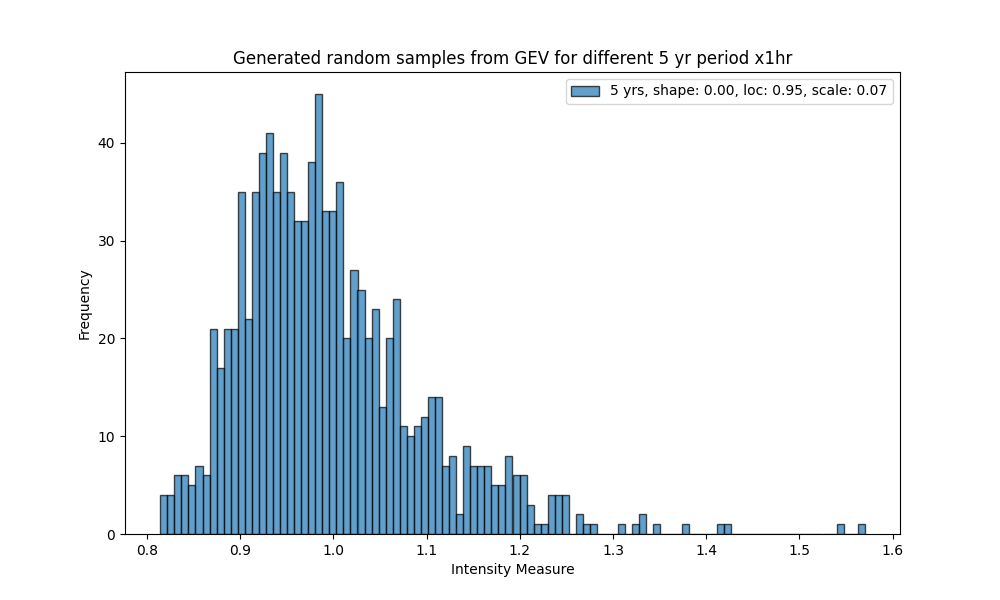 Generated random samples from GEV for different 5 yr period x1hr
5 yrs, shape: 0.00, loc: 0.95, scale: 0.07
Frequency
40
30
20
10
0
0.8 0.9 1.0 1.1 1.2 1.3 1.4 1.5 1.6
Intensity Measure